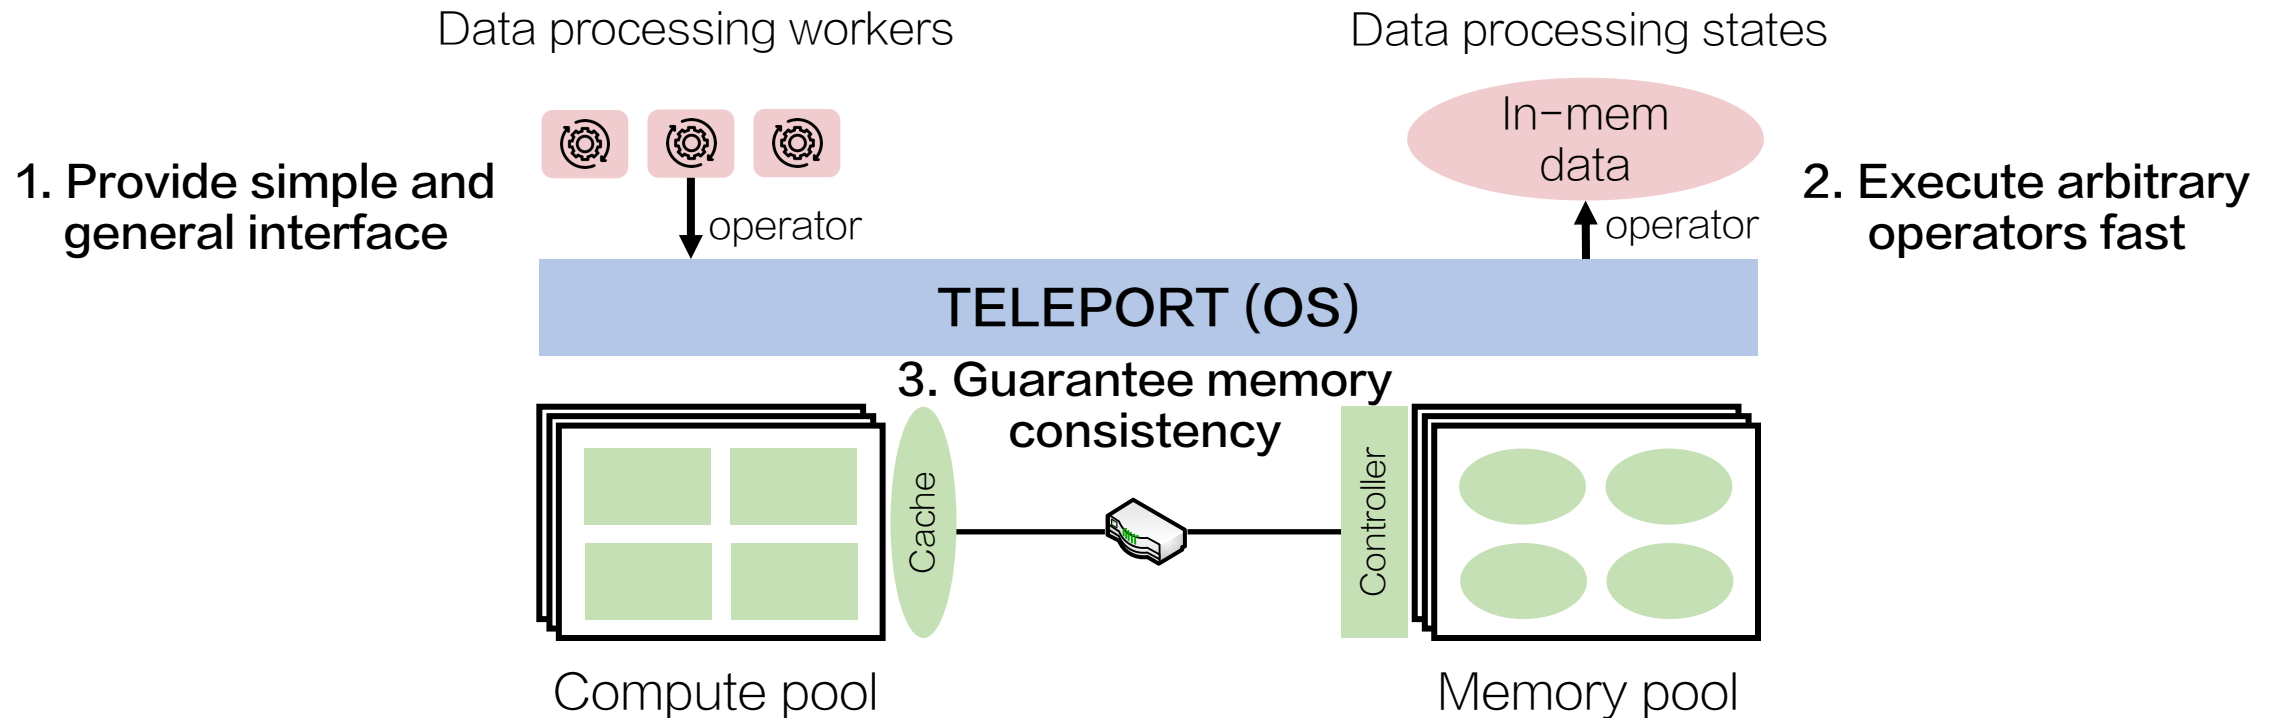 Data processing workers
Data processing states
In-mem
data
1. Provide simple and
general interface
2. Execute arbitrary
operators fast
operator
operator
TELEPORT (OS)
3. Guarantee memory
consistency
Cache
Controller
Compute pool
Memory pool